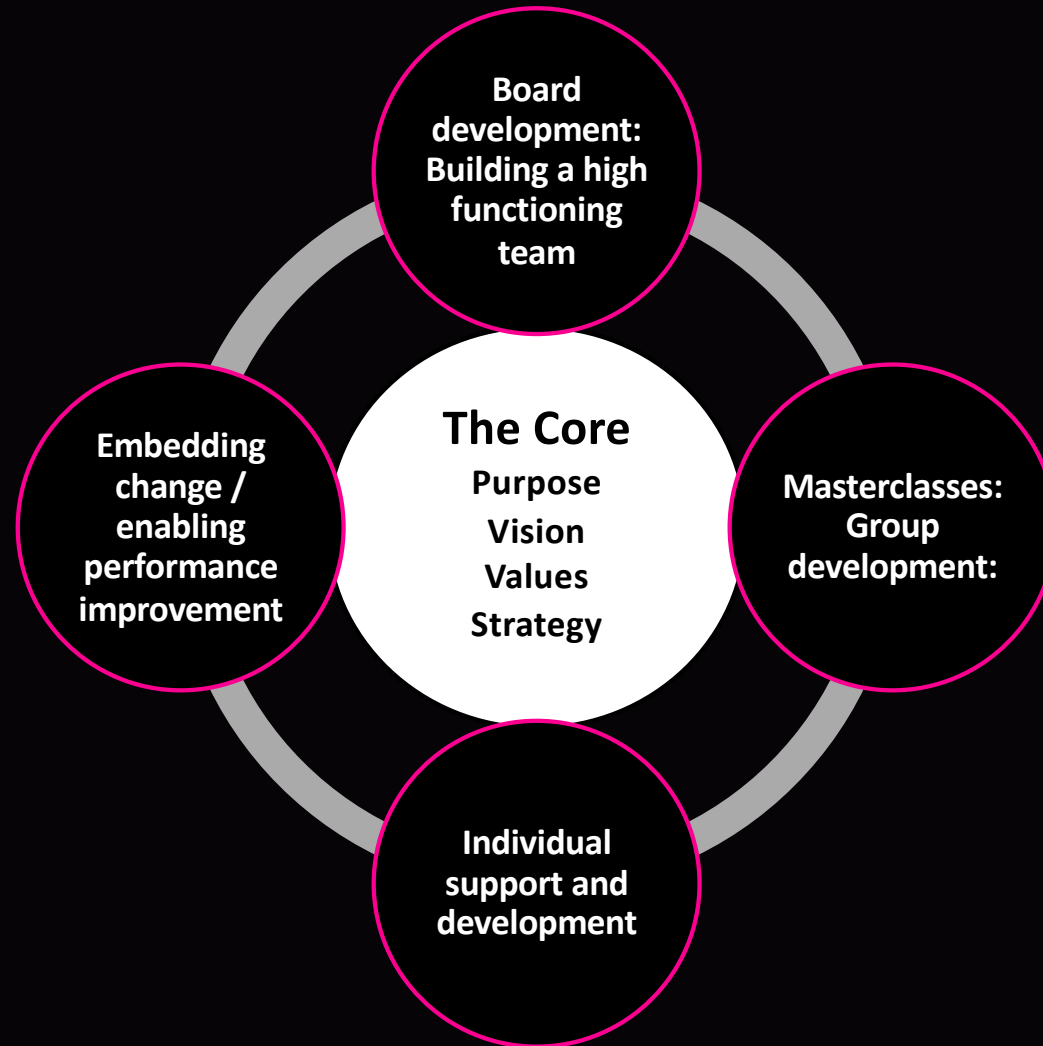 Board
development:
Building a high
functioning
team
The Core
Purpose
Vision
Values
Strategy
Embedding
change /
enabling
performance
improvement
Masterclasses:
Group
development:
Individual
support and
development